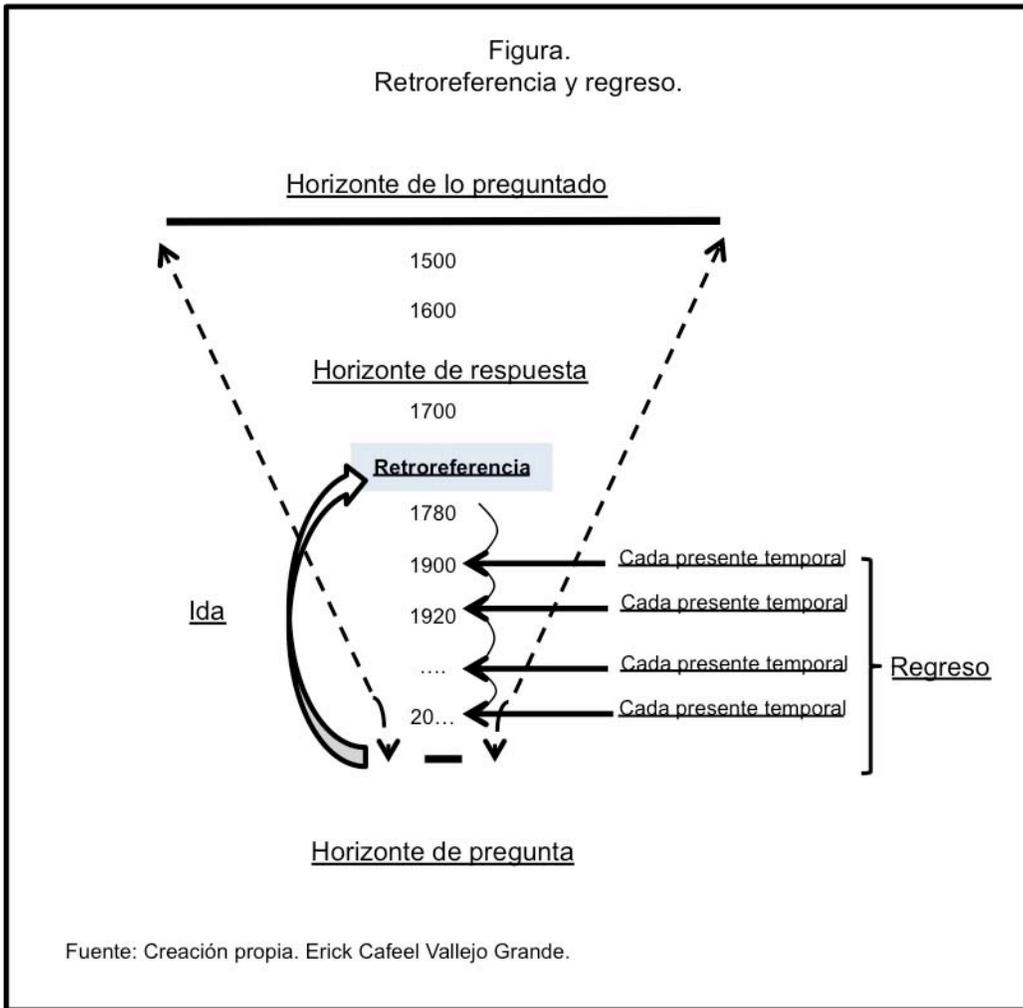 Figura.
Retroreferencia y regreso.
Horizonte de lo preguntado
1500
1600
Horizonte de respuesta
1700
Retroreferencia
1780
1900
Cada presente temporal
Ida
1920
Cada presente temporal
....
Cada presente temporal
Regreso
20...
Cada presente temporal
Horizonte de pregunta
Fuente: Creación propia. Erick Cafeel Vallejo Grande.